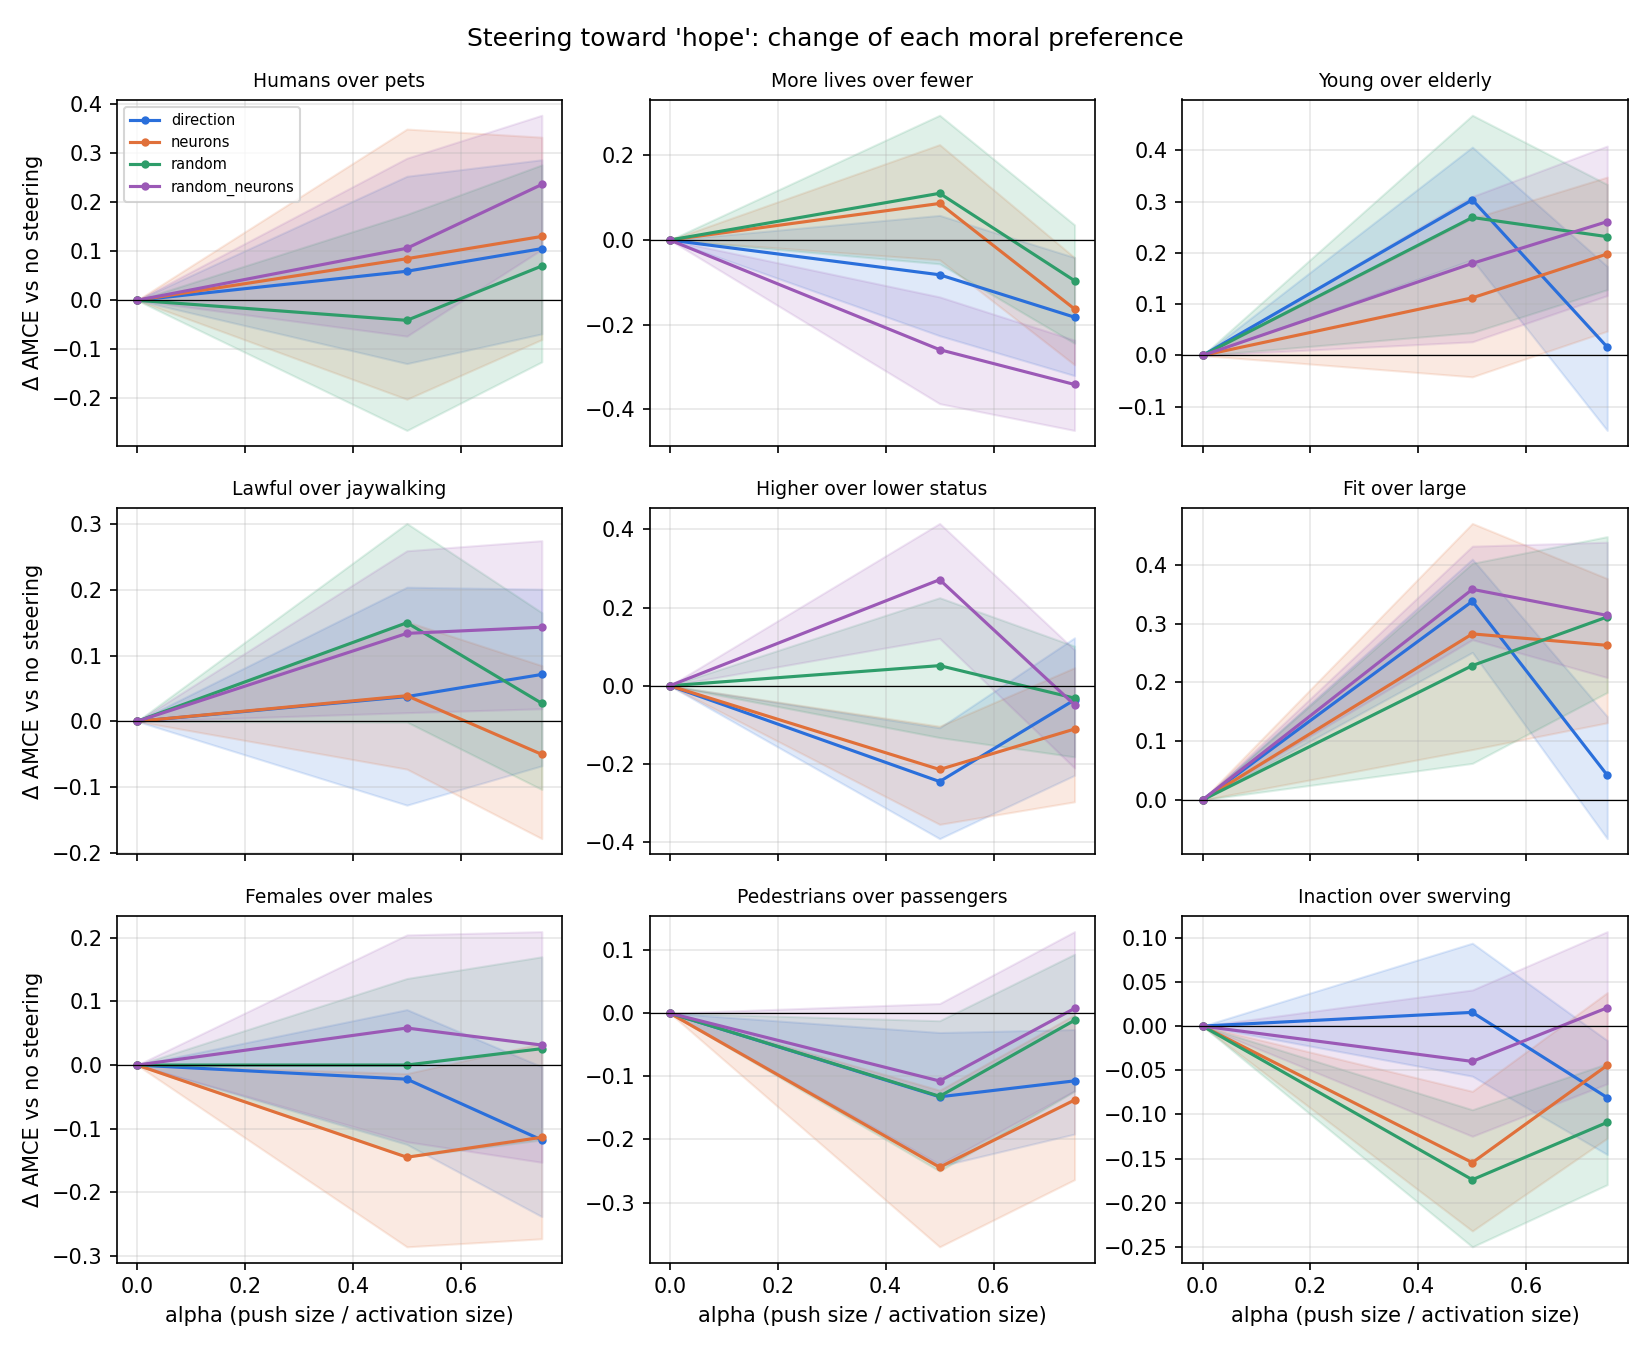 Steering toward 'hope': change of each moral preference
Humans over pets
More lives over fewer
Young over elderly
Δ AMCE vs no steering
0.4
0.3
0.2
0.1
0.0
−0.1
−0.2
direction
neurons
random
random_neurons
0.2
0.0
−0.2
−0.4
0.4
0.3
0.2
0.1
0.0
−0.1
Lawful over jaywalking
Higher over lower status
Fit over large
Δ AMCE vs no steering
0.3
0.2
0.1
0.0
−0.1
−0.2
0.4
0.2
0.0
−0.2
−0.4
0.4
0.3
0.2
0.1
0.0
Females over males
Pedestrians over passengers
Inaction over swerving
Δ AMCE vs no steering
0.2
0.1
0.0
−0.1
−0.2
−0.3
0.1
0.0
−0.1
−0.2
−0.3
0.10
0.05
0.00
−0.05
−0.10
−0.15
−0.20
−0.25
0.0 0.2 0.4 0.6
0.0 0.2 0.4 0.6
0.0 0.2 0.4 0.6
alpha (push size / activation size)
alpha (push size / activation size)
alpha (push size / activation size)